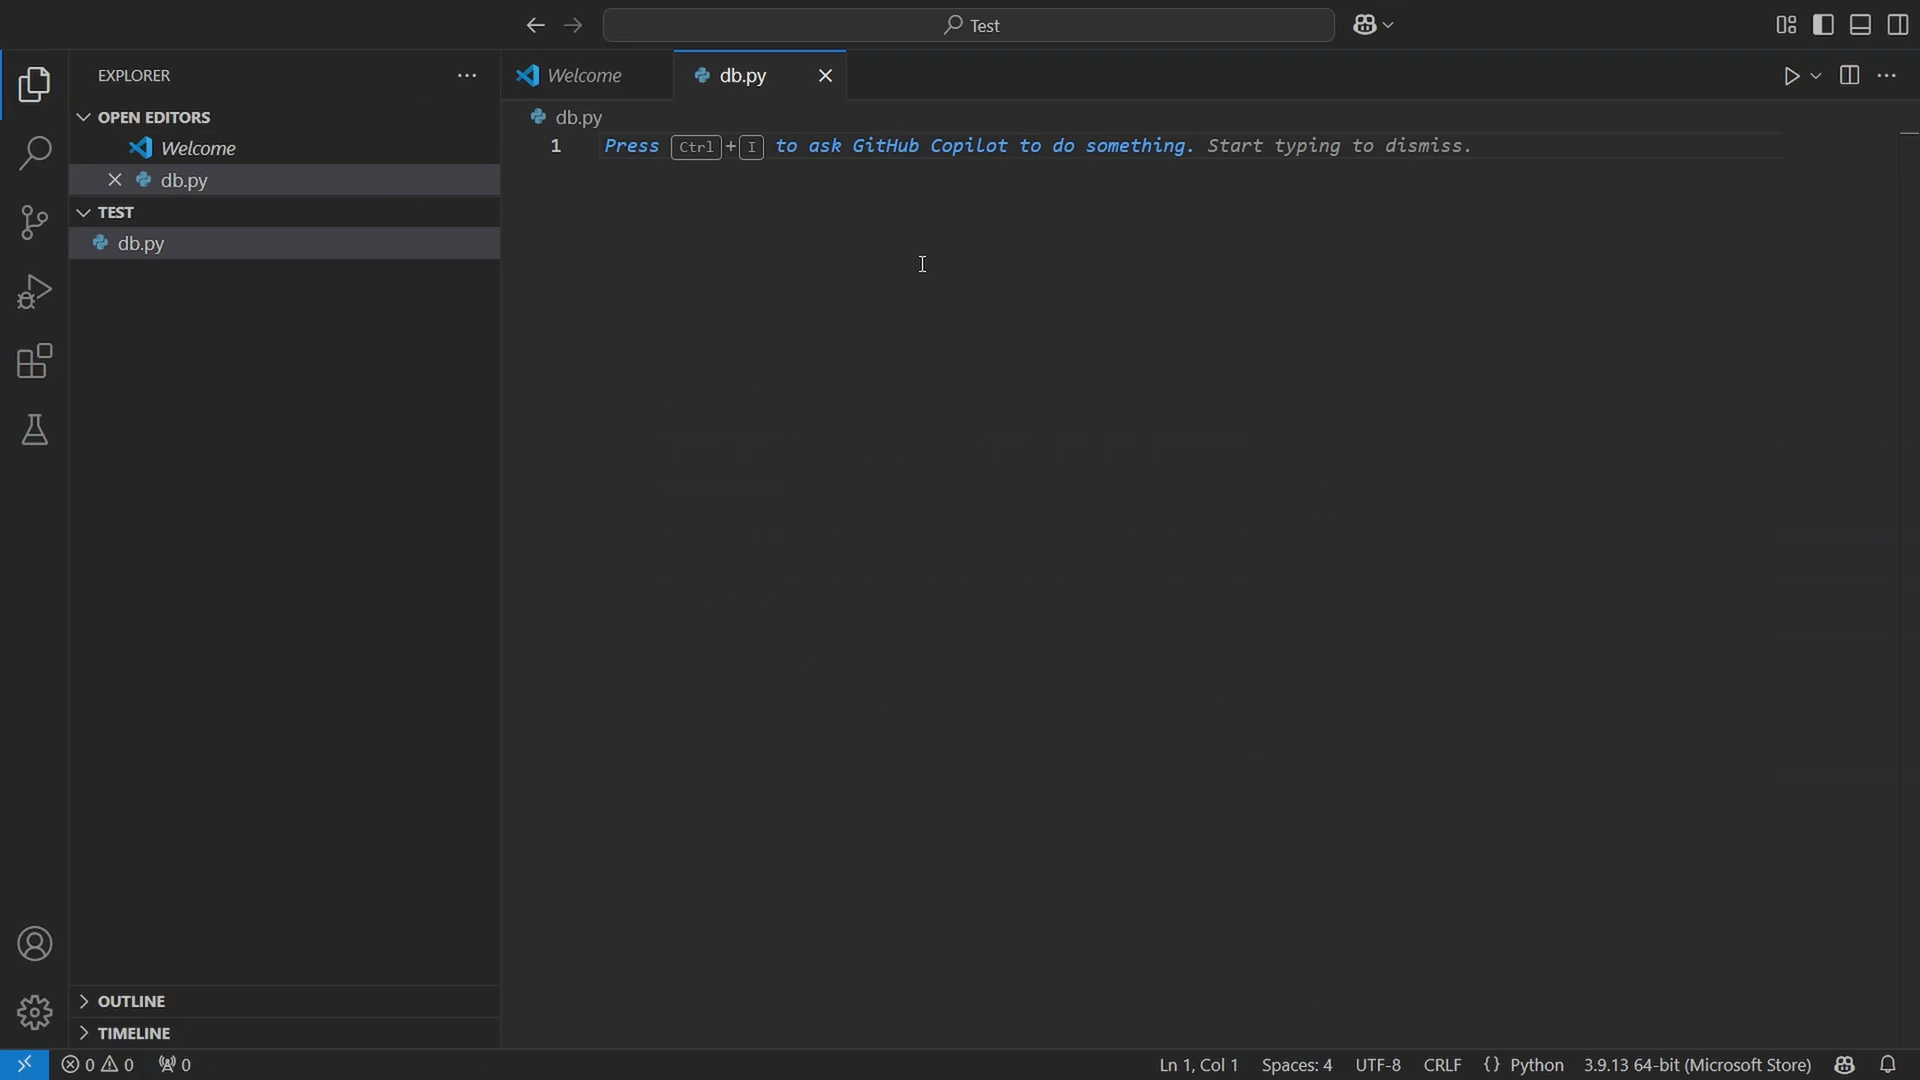 Test
EXPLORER
OPEN EDITORS
Welcome
db.py
TEST
db.py
OUTLINE
TIMELINE
Welcome
db.py
db.py
1 Press Ctrl+I to ask GitHub Copilot to do something. Start typing to dismiss.
0 0 0 Ln 1, Col 1 Spaces: 4 UTF-8 CRLF {} Python 3.9.13 64-bit (Microsoft Store)